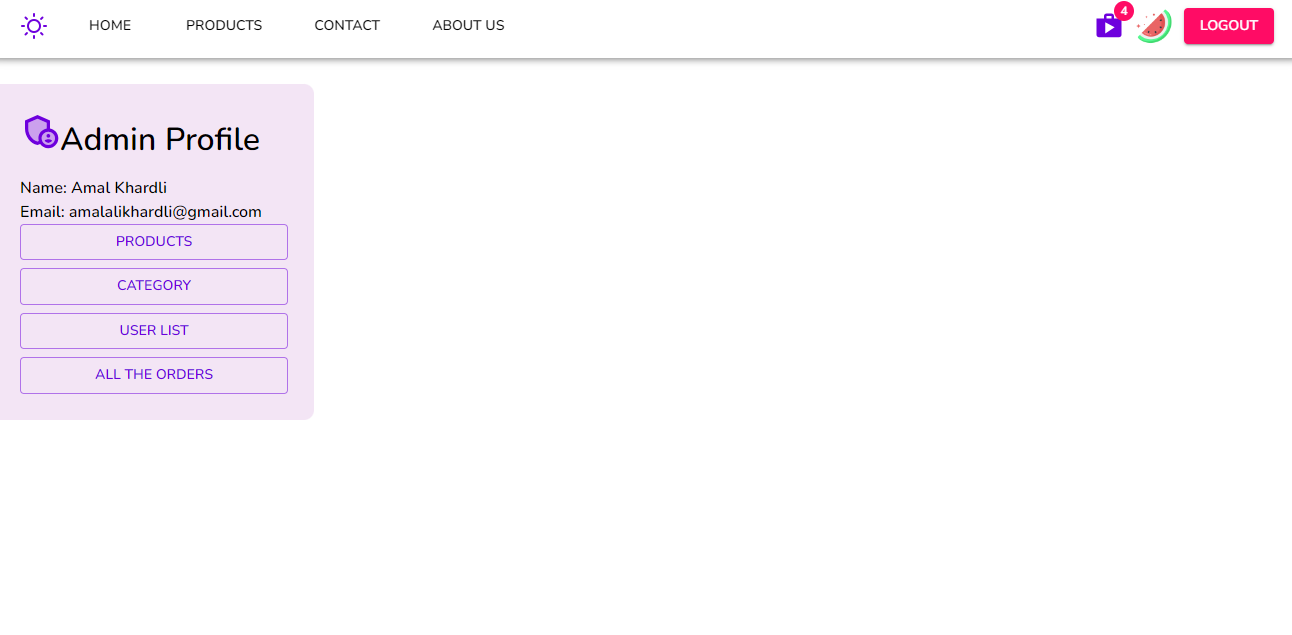 HOME PRODUCTS CONTACT ABOUT US 4 LOGOUT
Admin Profile
Name: Amal Khardli
Email: amalalikhardli@gmail.com
PRODUCTS
CATEGORY
USER LIST
ALL THE ORDERS